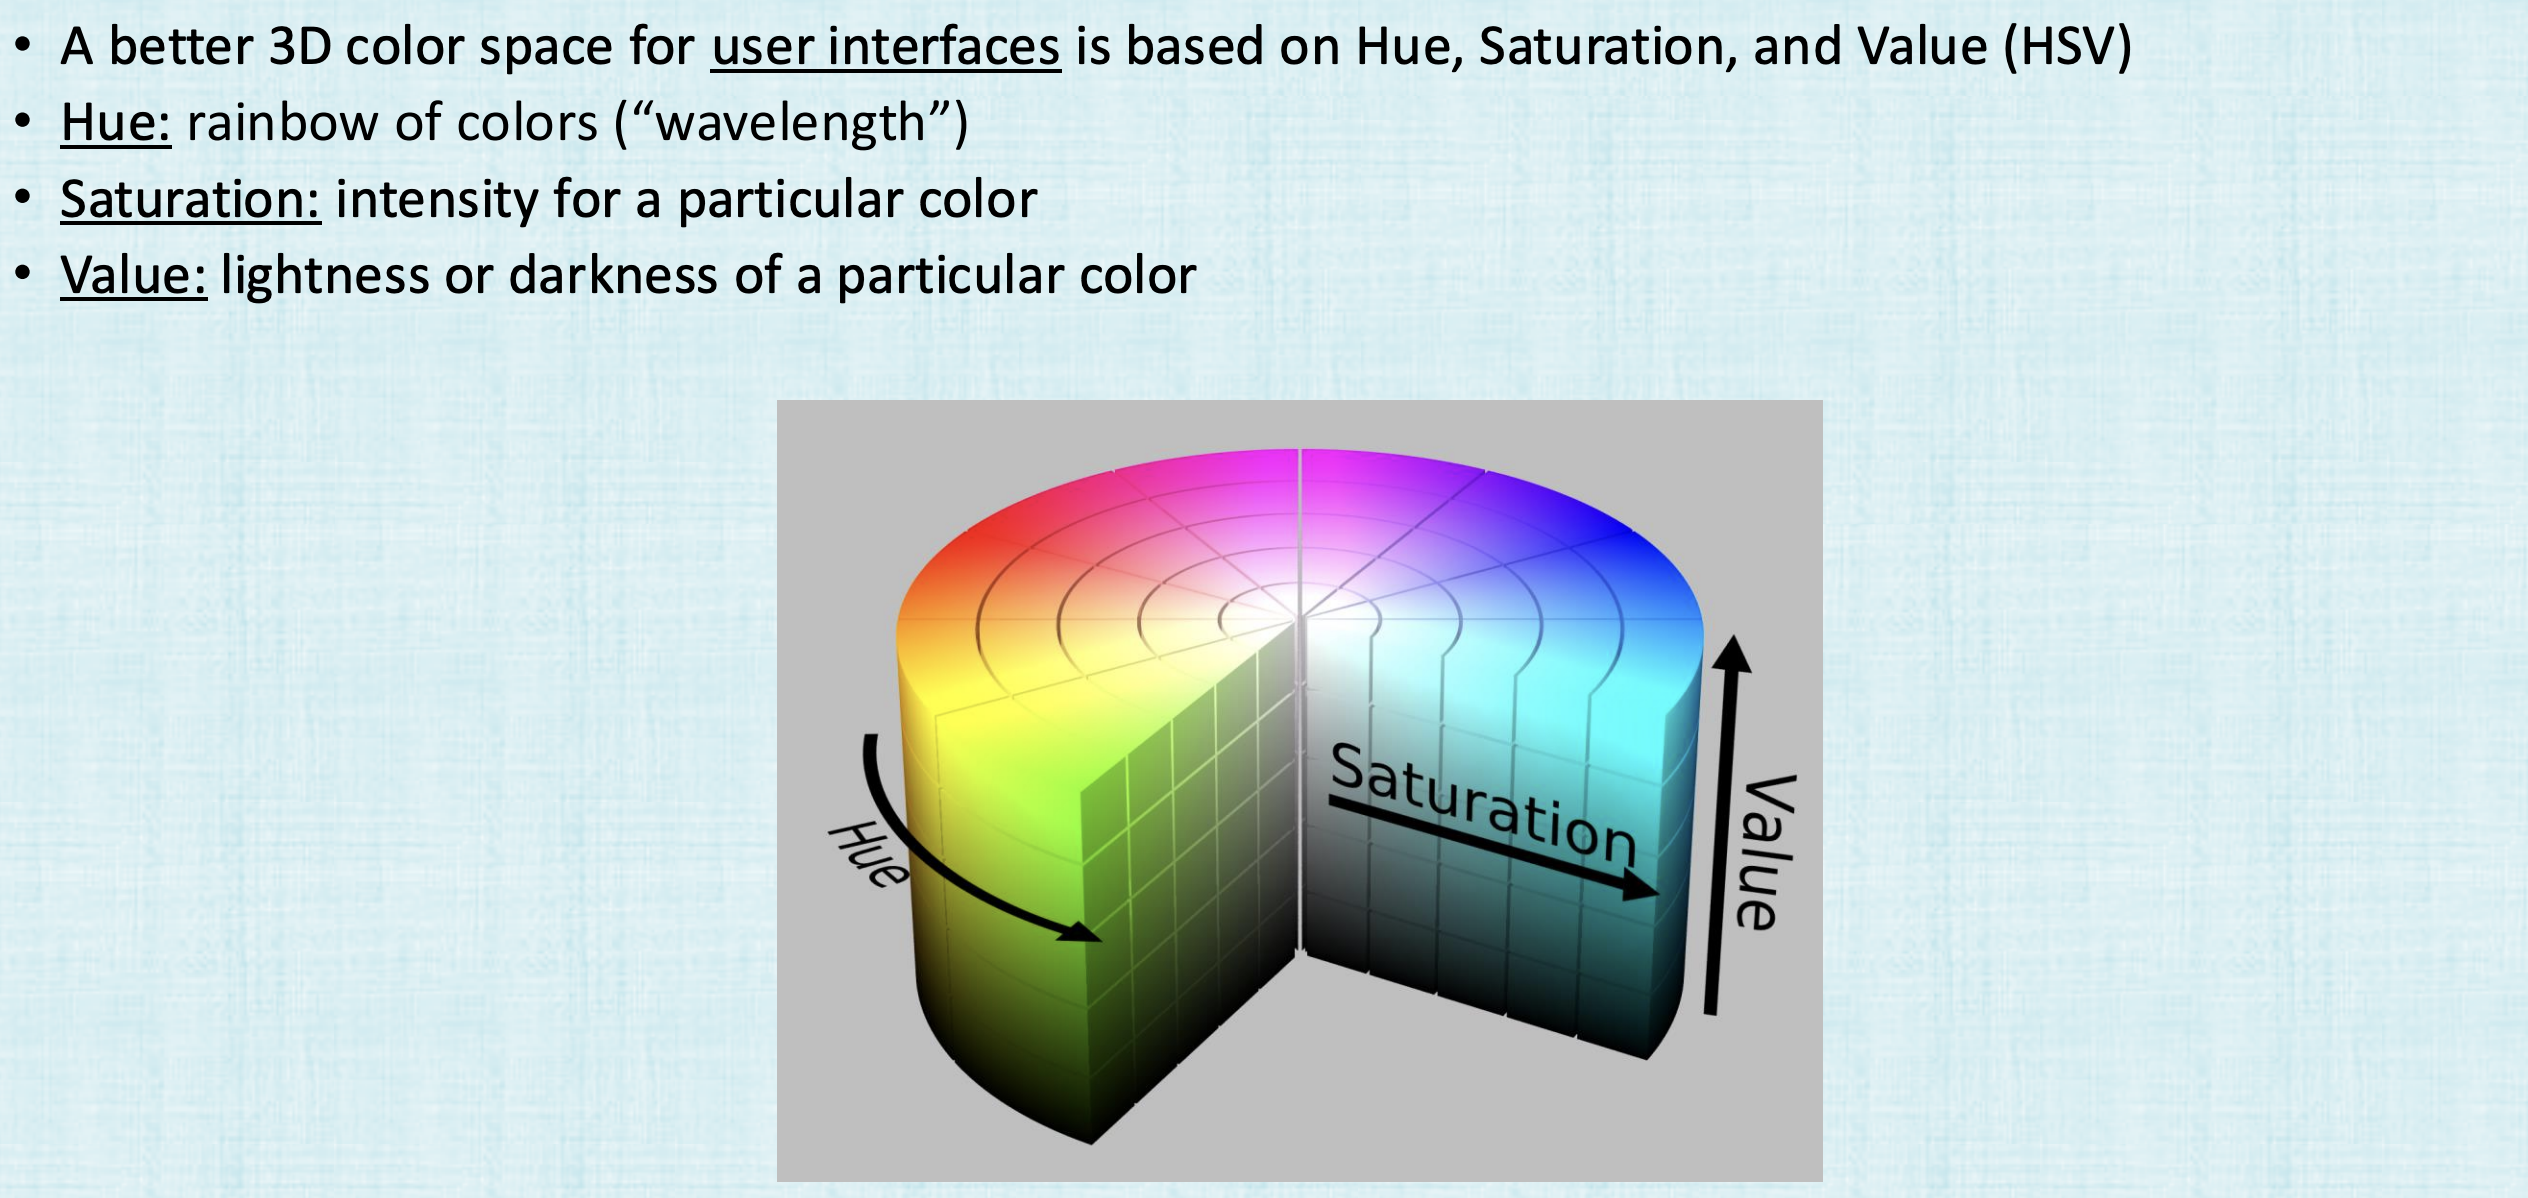 • A better 3D color space for user interfaces is based on Hue, Saturation, and Value (HSV)
• Hue: rainbow of colors (“wavelength”)
• Saturation: intensity for a particular color
• Value: lightness or darkness of a particular color
Saturation
Value
Hue